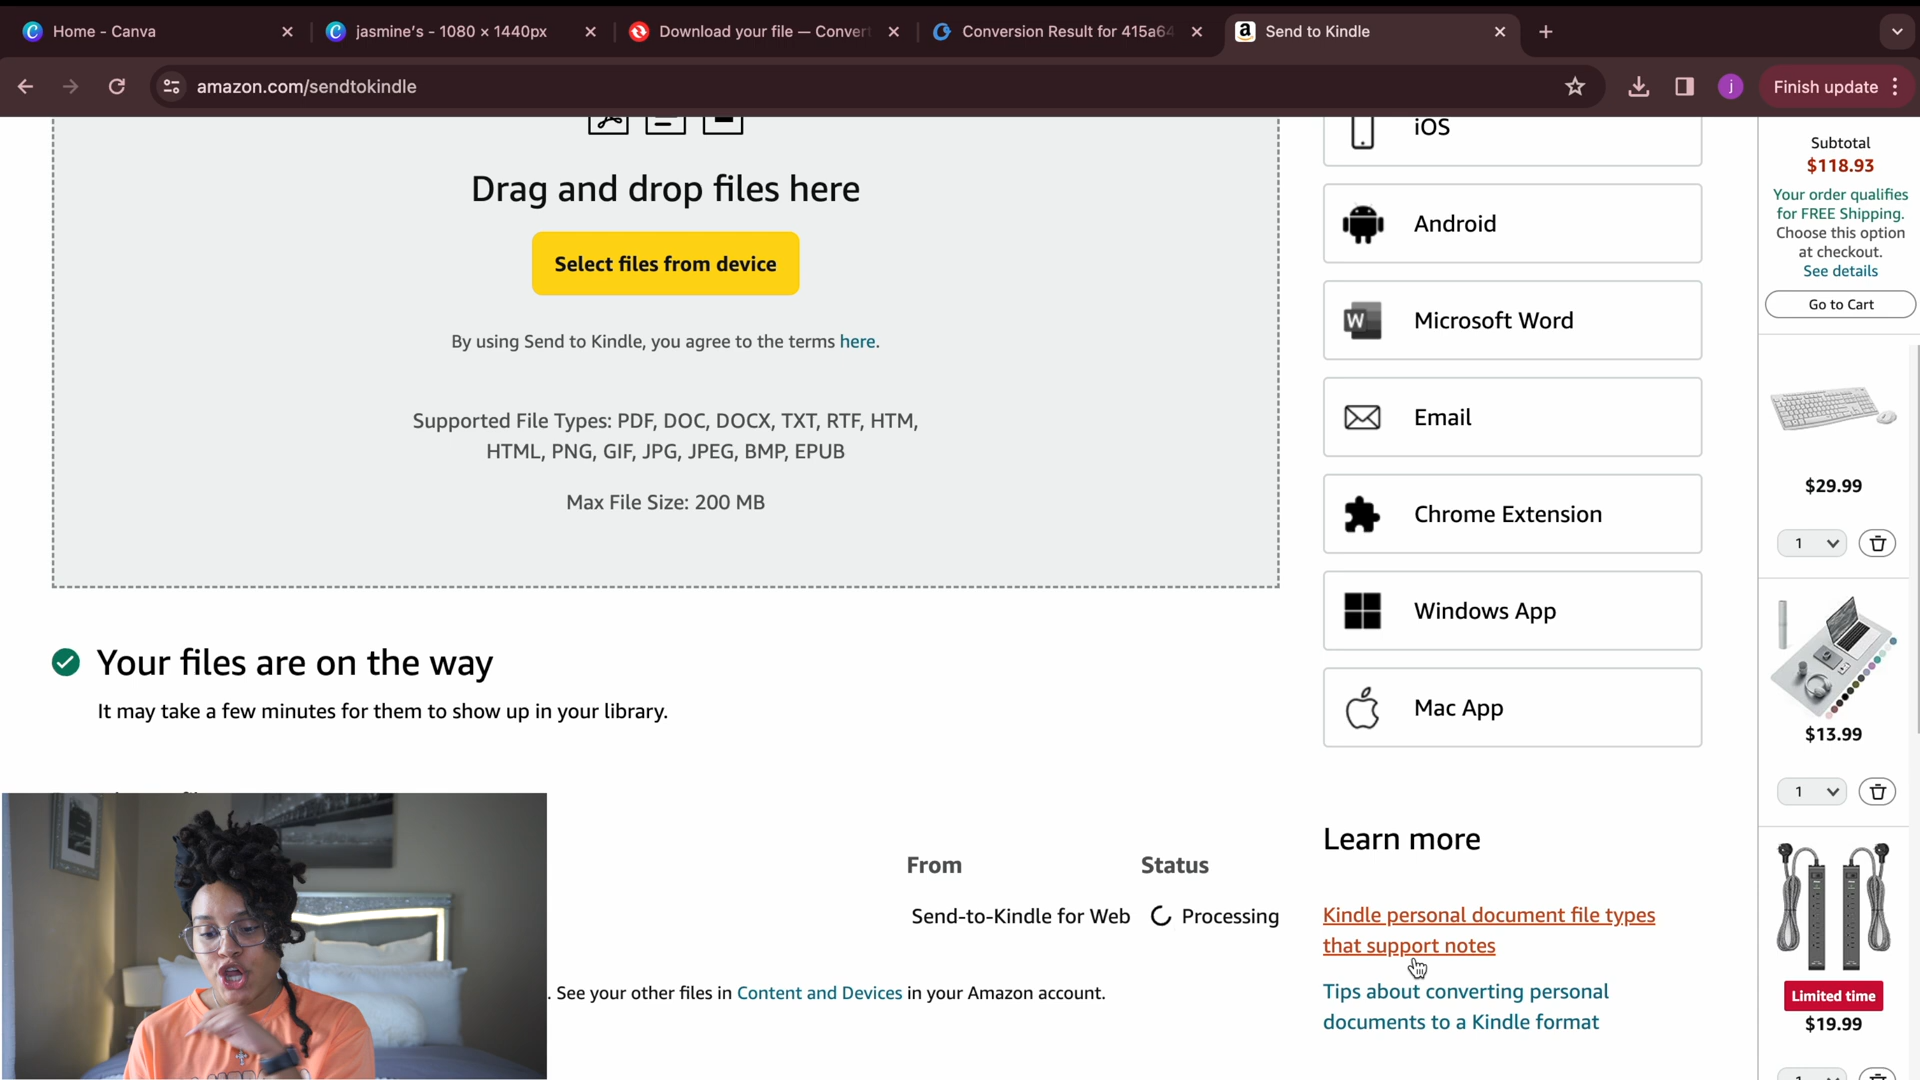 Home - Canva
jasmine's - 1080 × 1440px
Download your file — Conver
Conversion Result for 415a64
Send to Kindle
amazon.com/sendtokindle
j
Finish update
Drag and drop files here
Select files from device
By using Send to Kindle, you agree to the terms here.
Supported File Types: PDF, DOC, DOCX, TXT, RTF, HTM,
HTML, PNG, GIF, JPG, JPEG, BMP, EPUB
Max File Size: 200 MB
Your files are on the way
It may take a few minutes for them to show up in your library.
From
Status
Send-to-Kindle for Web
Processing
. See your other files in Content and Devices in your Amazon account.
iOS
Android
Microsoft Word
Email
Chrome Extension
Windows App
Mac App
Learn more
Kindle personal document file types
that support notes
Tips about converting personal
documents to a Kindle format
Subtotal
$118.93
Your order qualifies
for FREE Shipping.
Choose this option
at checkout.
See details
Go to Cart
$29.99
1
$13.99
1
Limited time
$19.99